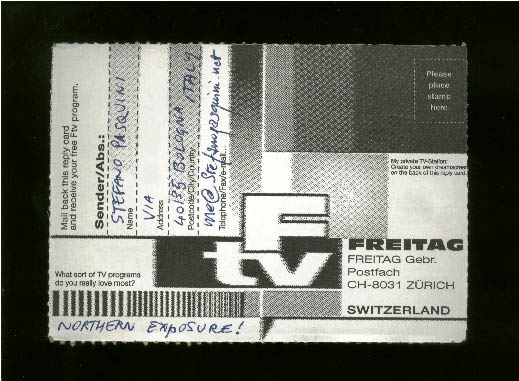 Mail back this reply card
and receive your free Ftv program.
Sender/Abs.:
STEFANO PASQUINI
Name
VIA
Address
40135 BOLOGNA ITALY
Postcode/City/Country
me@stefanopasquini.net
Telephone/Fax/e-mail
Please
place
stamp
here
My private TV-Station:
Create your own dreamscreen
on the back of this reply card.
F
tv
FREITAG
FREITAG Gebr.
Postfach
CH-8031 ZÜRICH
SWITZERLAND
What sort of TV programs
do you really love most?
NORTHERN EXPOSURE!